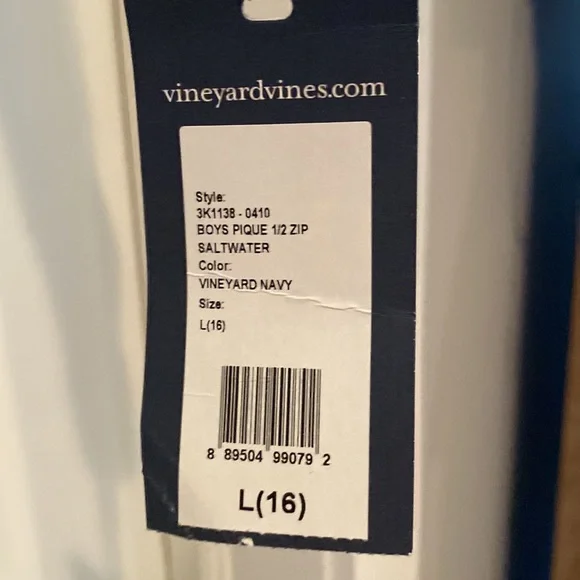 vineyardvines.com
Style:
3K1138 - 0410
BOYS PIQUE 1/2 ZIP
SALTWATER
Color:
VINEYARD NAVY
Size:
L(16)
8 89504 99079 2
L(16)